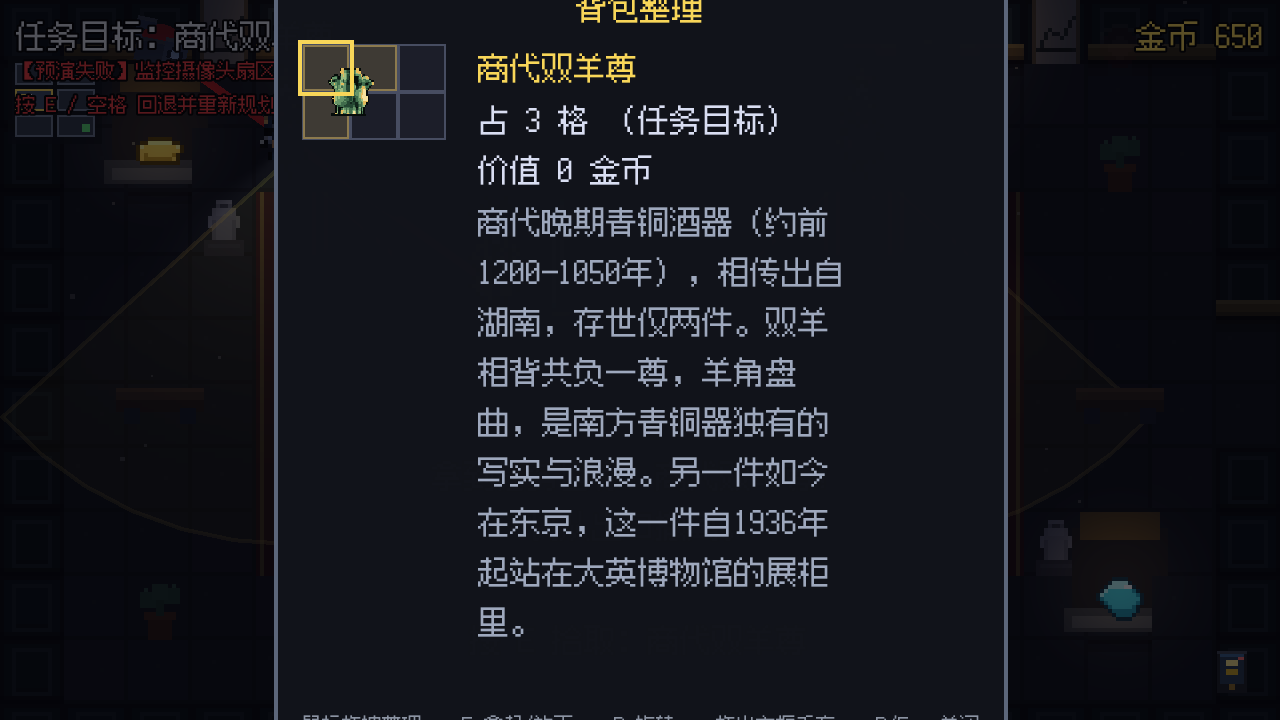 背包整理
任务目标：商代双
金币 650
【预演失败】监控摄像头扇区
按 E / 空格 回退并重新规划
商代双羊尊
占 3 格 （任务目标）
价值 0 金币
商代晚期青铜酒器（约前
1200-1050年），相传出自
湖南，存世仅两件。双羊
相背共负一尊，羊角盘
曲，是南方青铜器独有的
写实与浪漫。另一件如今
在东京，这一件自1936年
起站在大英博物馆的展柜
里。